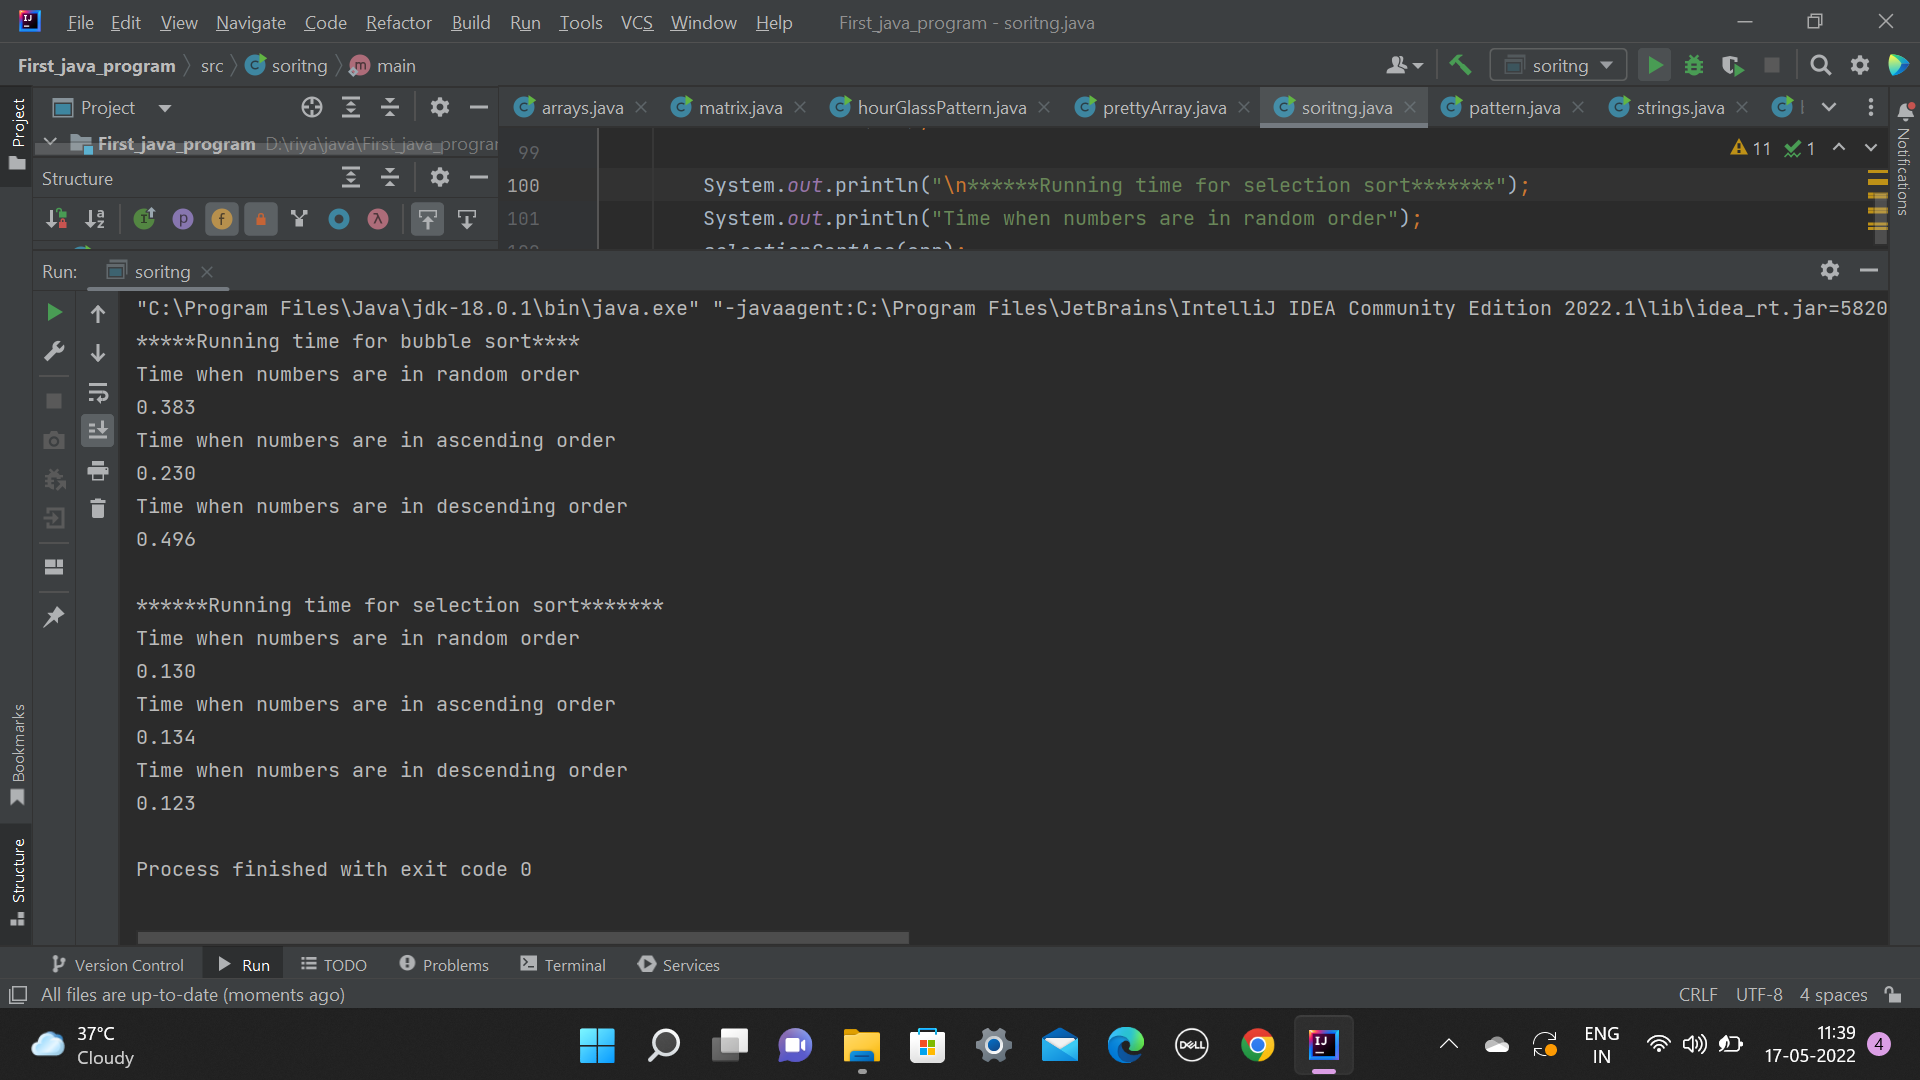 File Edit View Navigate Code Refactor Build Run Tools VCS Window Help First_java_program - soritng.java
First_java_program src soritng main soritng
Project arrays.java matrix.java hourGlassPattern.java prettyArray.java soritng.java pattern.java strings.java
Project
First_java_program D:\riya\java\First_java_program
99
11 1
Notifications
Structure
100 System.out.println("\n******Running time for selection sort*******");
101 System.out.println("Time when numbers are in random order");
Run: soritng
"C:\Program Files\Java\jdk-18.0.1\bin\java.exe" "-javaagent:C:\Program Files\JetBrains\IntelliJ IDEA Community Edition 2022.1\lib\idea_rt.jar=5820
*****Running time for bubble sort****
Time when numbers are in random order
0.383
Time when numbers are in ascending order
0.230
Time when numbers are in descending order
0.496
******Running time for selection sort*******
Time when numbers are in random order
0.130
Time when numbers are in ascending order
0.134
Time when numbers are in descending order
0.123
Process finished with exit code 0
Bookmarks
Structure
Version Control Run TODO Problems Terminal Services
All files are up-to-date (moments ago) CRLF UTF-8 4 spaces
37°C
Cloudy
DELL
IJ
ENG
IN
11:39
17-05-2022
4